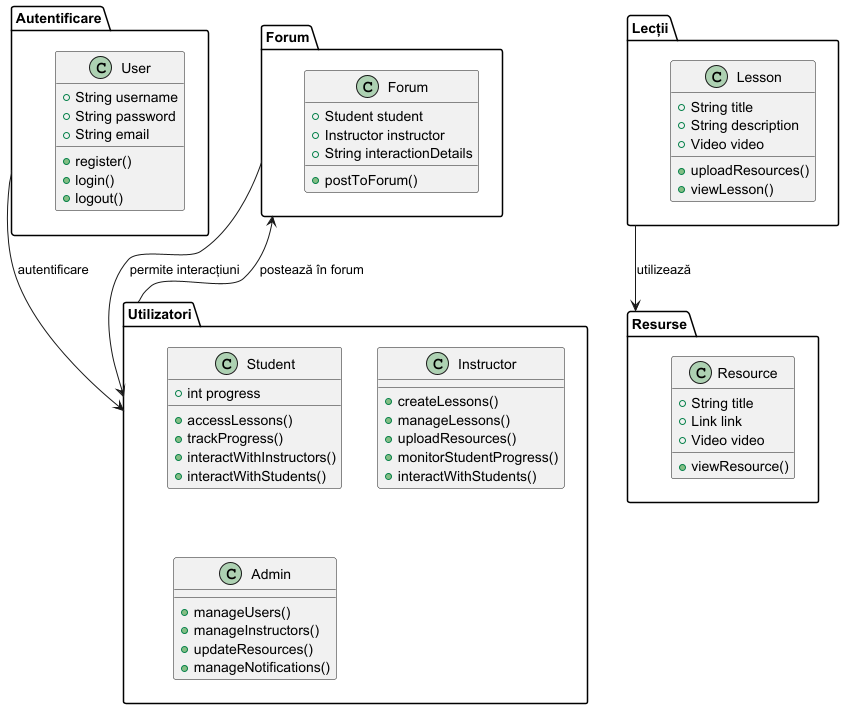 Autentificare
C User
String username
String password
String email
register()
login()
logout()
Forum
C Forum
Student student
Instructor instructor
String interactionDetails
postToForum()
Lecții
C Lesson
String title
String description
Video video
uploadResources()
viewLesson()
autentificare
permite interacțiuni
postează în forum
utilizează
Utilizatori
C Student
int progress
accessLessons()
trackProgress()
interactWithInstructors()
interactWithStudents()
C Instructor
createLessons()
manageLessons()
uploadResources()
monitorStudentProgress()
interactWithStudents()
C Admin
manageUsers()
manageInstructors()
updateResources()
manageNotifications()
Resurse
C Resource
String title
Link link
Video video
viewResource()